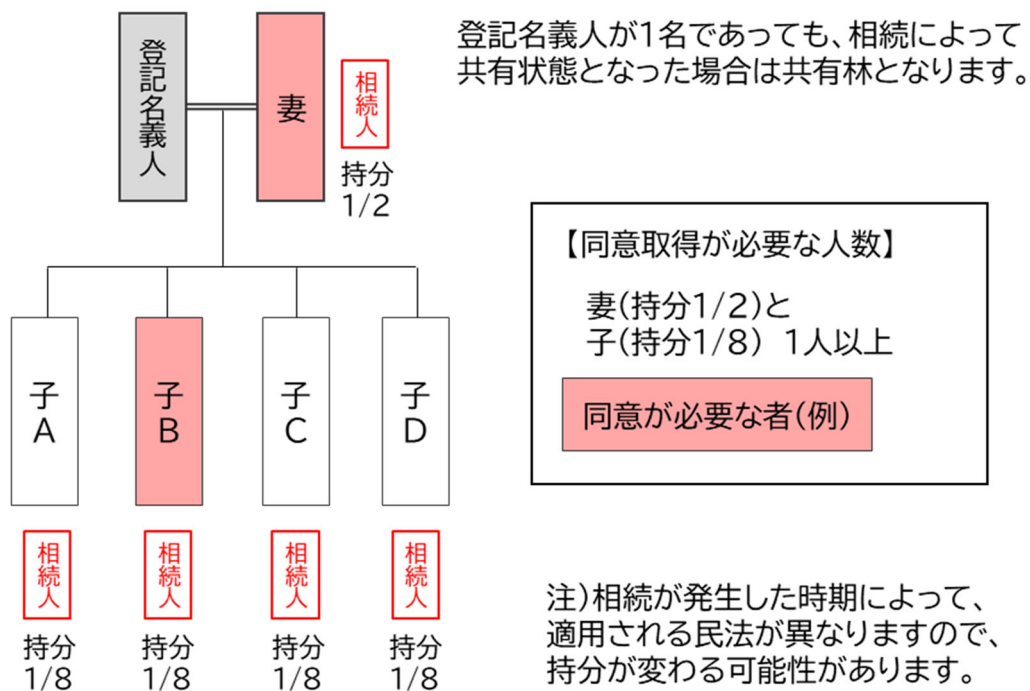 登記名義人が1名であっても、相続によって
共有状態となった場合は共有林となります。
登記名義人
妻
相続人
持分
1/2
【同意取得が必要な人数】
妻(持分1/2)と
子(持分1/8) 1人以上
同意が必要な者(例)
子A
子B
子C
子D
相続人
相続人
相続人
相続人
持分
1/8
持分
1/8
持分
1/8
持分
1/8
注)相続が発生した時期によって、
適用される民法が異なりますので、
持分が変わる可能性があります。